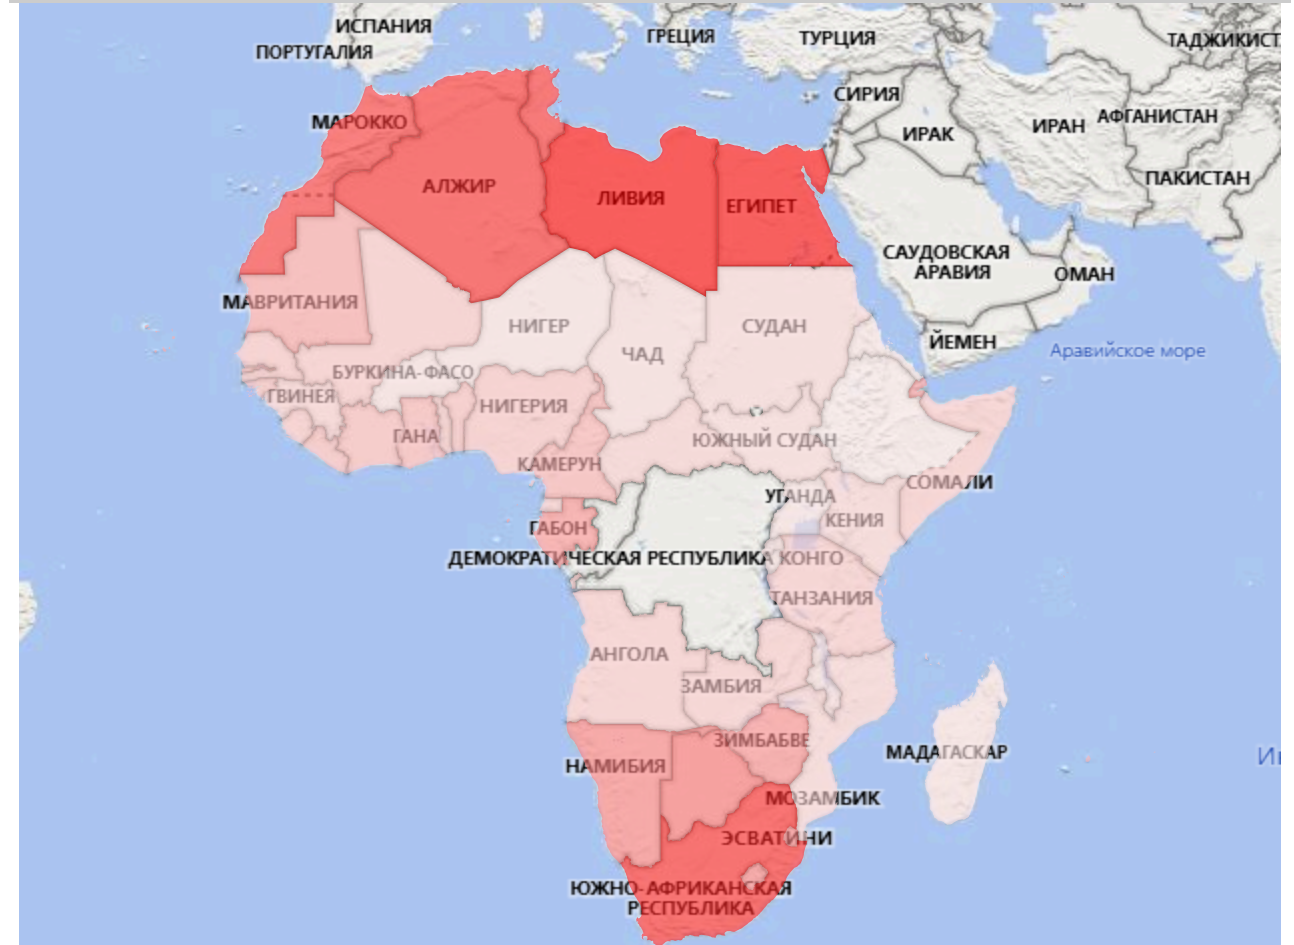 ИСПАНИЯ
ПОРТУГАЛИЯ
ГРЕЦИЯ
ТУРЦИЯ
ТАДЖИКИСТ
СИРИЯ
ИРАК
ИРАН
АФГАНИСТАН
ПАКИСТАН
МАРОККО
АЛЖИР
ЛИВИЯ
ЕГИПЕТ
САУДОВСКАЯ
АРАВИЯ
ОМАН
МАВРИТАНИЯ
НИГЕР
ЧАД
СУДАН
ЙЕМЕН
Аравийское море
БУРКИНА-ФАСО
ГВИНЕЯ
НИГЕРИЯ
ГАНА
ЮЖНЫЙ СУДАН
КАМЕРУН
СОМАЛИ
УГАНДА
КЕНИЯ
ГАБОН
ДЕМОКРАТИЧЕСКАЯ РЕСПУБЛИКА КОНГО
ТАНЗАНИЯ
АНГОЛА
ЗАМБИЯ
ЗИМБАБВЕ
МАДАГАСКАР
Ин
НАМИБИЯ
МОЗАМБИК
ЭСВАТИНИ
ЮЖНО-АФРИКАНСКАЯ
РЕСПУБЛИКА